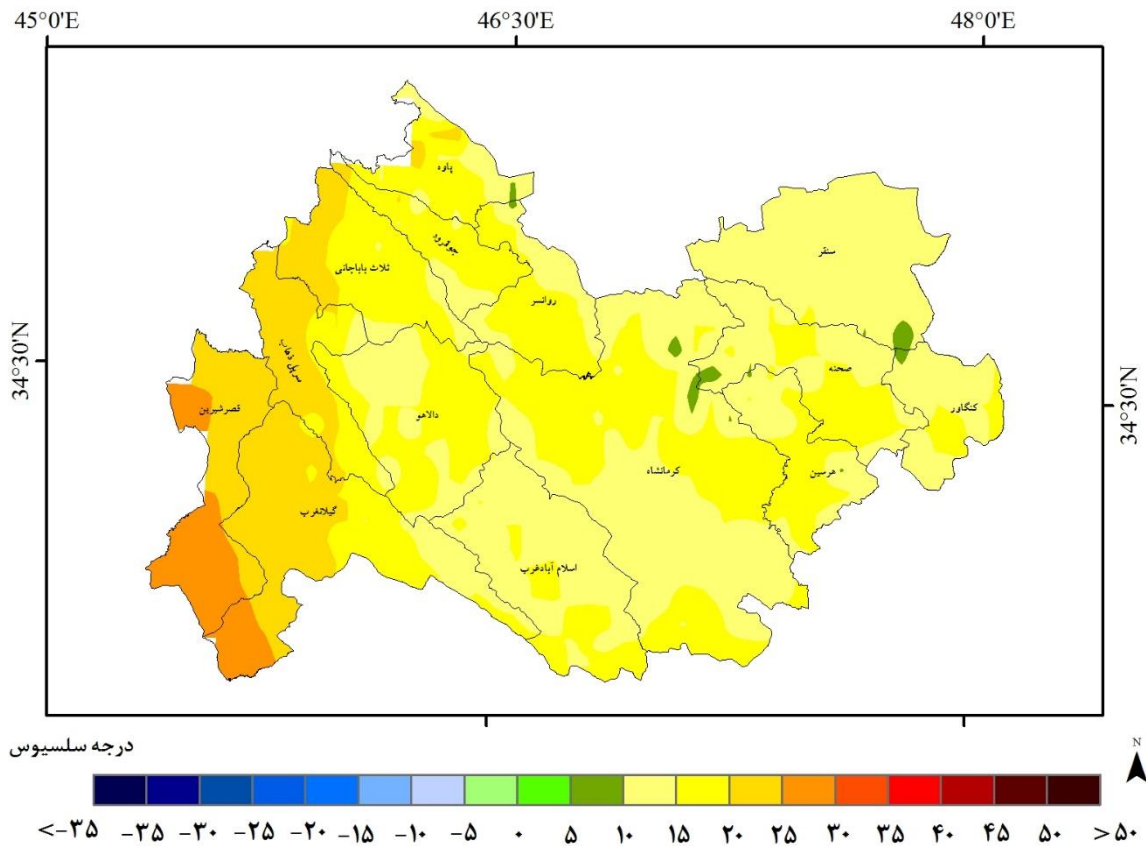 45°0'E 46°30'E 48°0'E
پاوه
جوانرود
سنقر
ثلاث باباجانی
روانسر
34°30'N
سرپل ذهاب
صحنه
34°30'N
قصرشیرین
دالاهو
کنگاور
کرمانشاه
هرسین
گیلانغرب
اسلام آبادغرب
درجه سلسیوس
N
<-۳۵ -۳۵ -۳۰ -۲۵ -۲۰ -۱۵ -۱۰ -۵ ۰ ۵ ۱۰ ۱۵ ۲۰ ۲۵ ۳۰ ۳۵ ۴۰ ۴۵ ۵۰ >۵۰